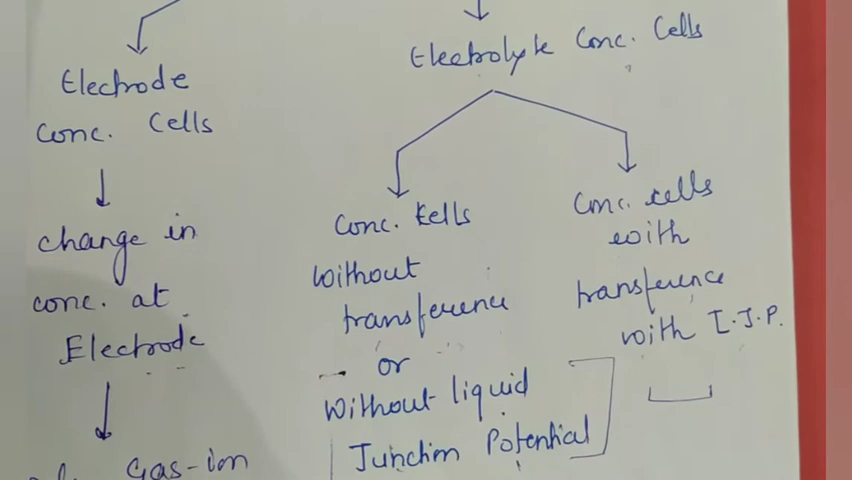 Electrode
conc. Cells
change in
conc. at
Electrode
Gas-ion
Electrolyte Conc. Cells
Conc. Cells
without
transference
or
Without liquid
Junction Potential
Conc. cells
with
transference
with L.J.P.